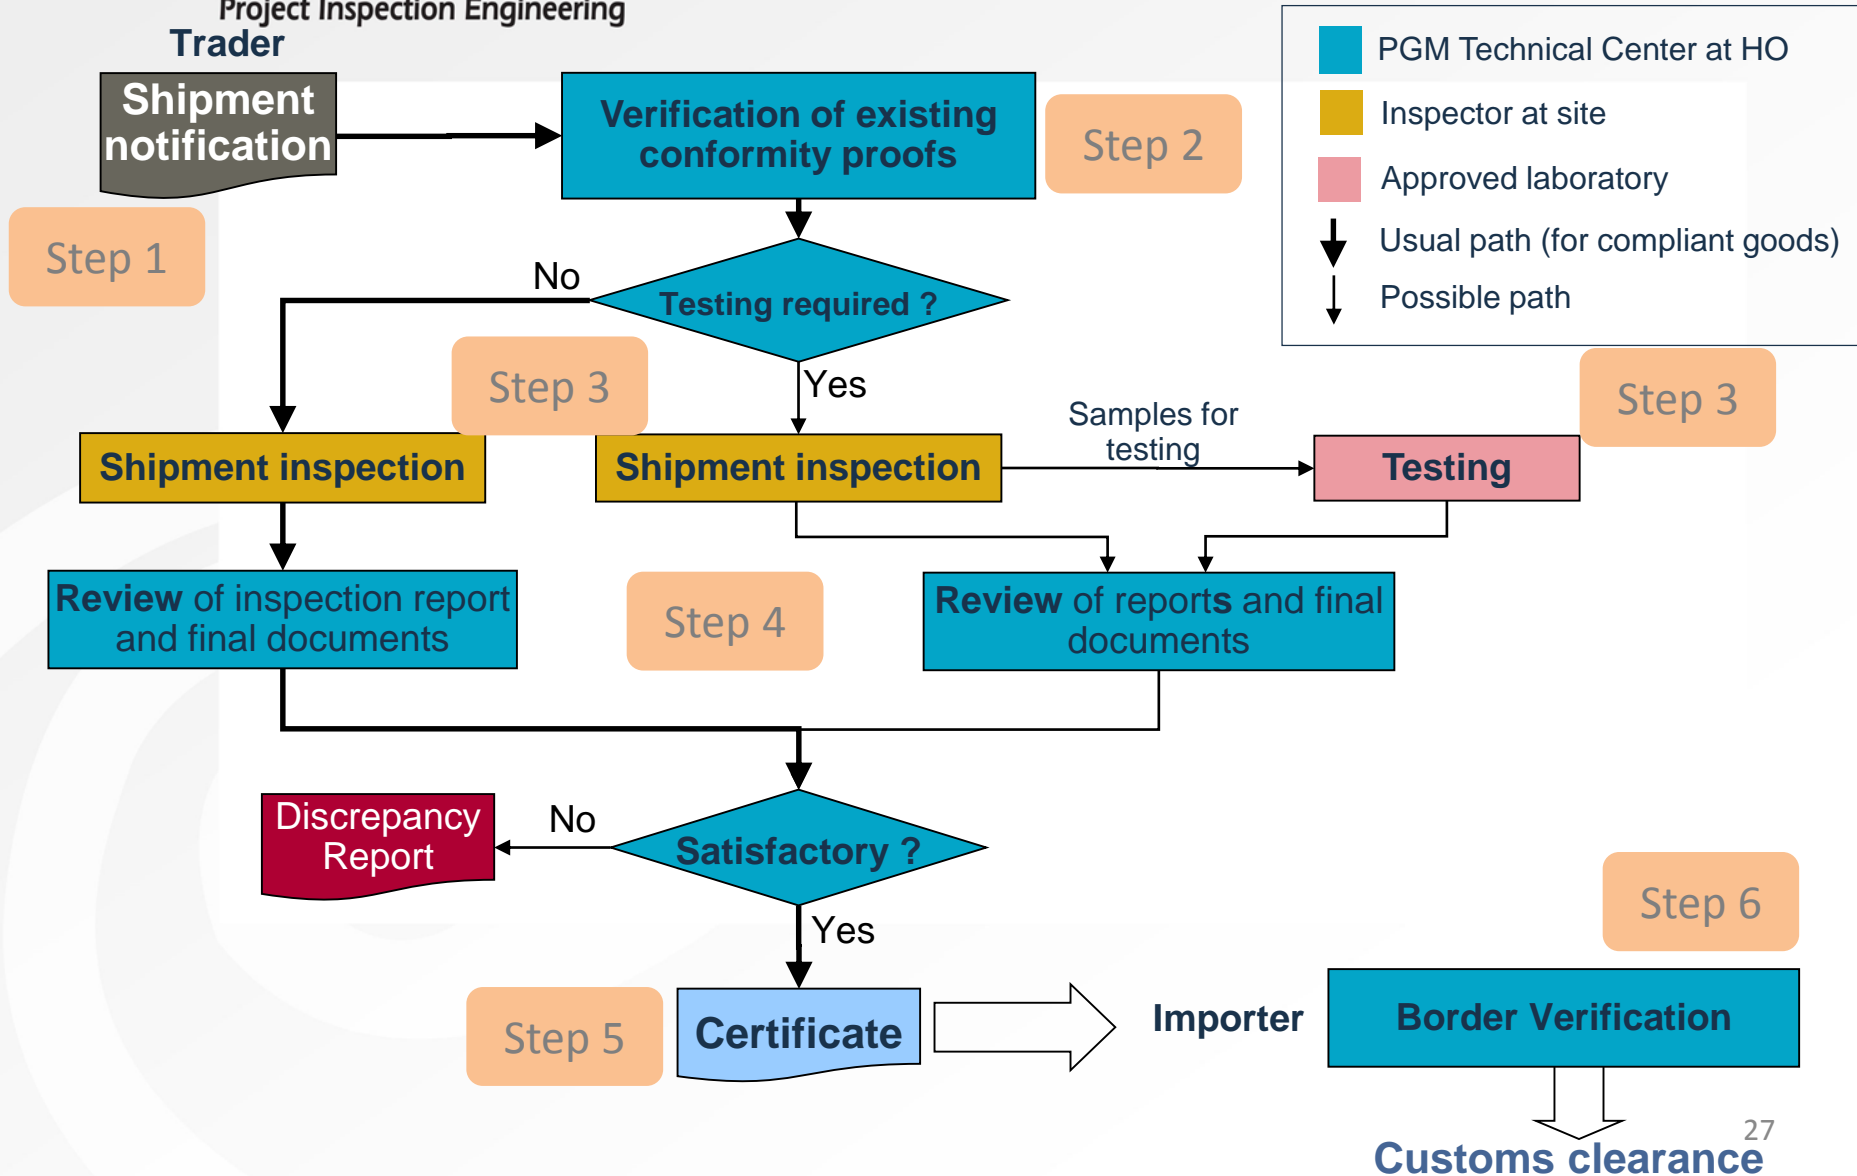 Project Inspection Engineering
Trader
Shipment
notification
Verification of existing
conformity proofs
Step 2
PGM Technical Center at HO
Inspector at site
Approved laboratory
Usual path (for compliant goods)
Possible path
Step 1
No
Testing required ?
Yes
Step 3
Samples for
testing
Step 3
Shipment inspection
Shipment inspection
Testing
Review of inspection report
and final documents
Step 4
Review of reports and final
documents
Discrepancy
Report
No
Satisfactory ?
Yes
Step 6
Step 5
Certificate
Importer
Border Verification
27
Customs clearance